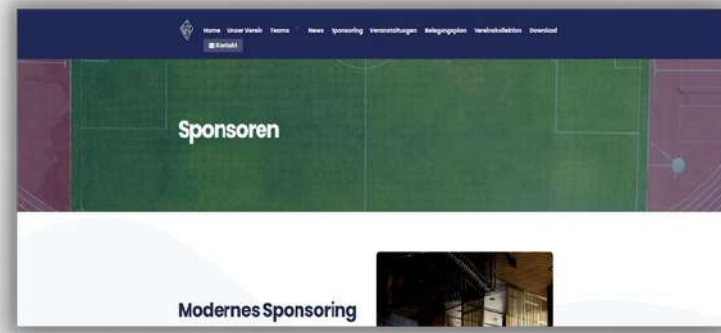 Home Unser Verein Teams News Sponsoring Veranstaltungen Belegungsplan Vereinskollektion Download
Kontakt
Sponsoren
Modernes Sponsoring